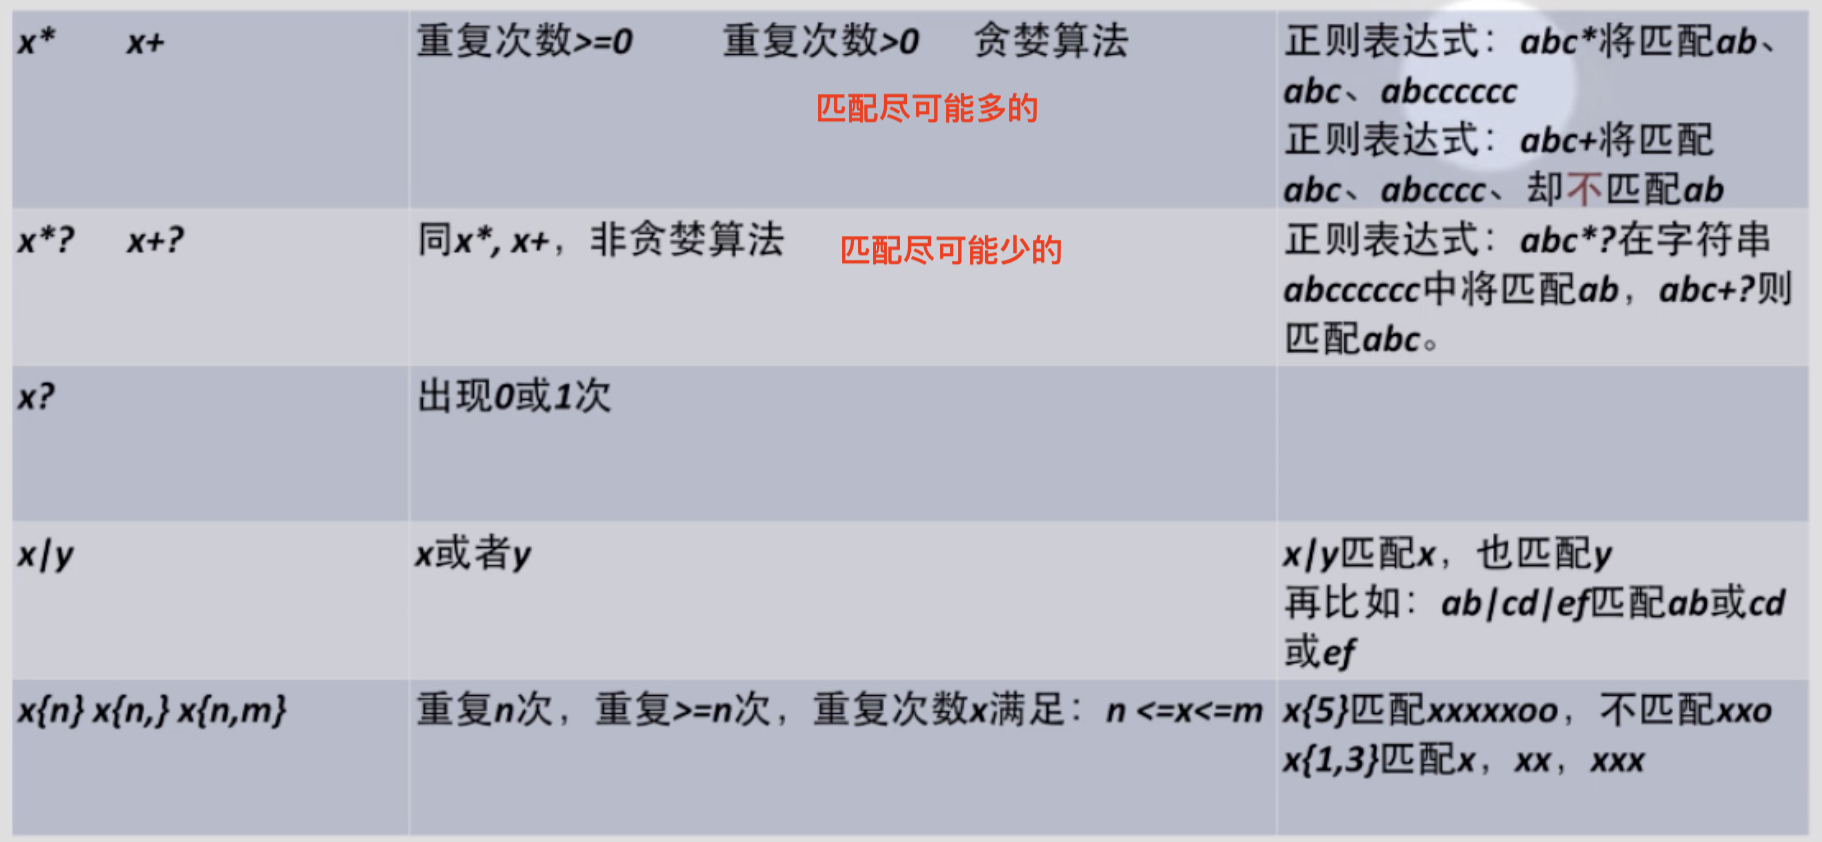 x* x+
重复次数>=0 重复次数>0 贪婪算法
匹配尽可能多的
正则表达式：abc*将匹配ab、
abc、abcccccc
正则表达式：abc+将匹配
abc、abcccc、却不匹配ab
x*? x+?
同x*, x+，非贪婪算法
匹配尽可能少的
正则表达式：abc*?在字符串
abcccccc中将匹配ab，abc+?则
匹配abc。
x?
出现0或1次
x|y
x或者y
x|y匹配x，也匹配y
再比如：ab|cd|ef匹配ab或cd
或ef
x{n} x{n,} x{n,m}
重复n次，重复>=n次，重复次数x满足：n <=x<=m
x{5}匹配xxxxxoo，不匹配xxo
x{1,3}匹配x，xx，xxx